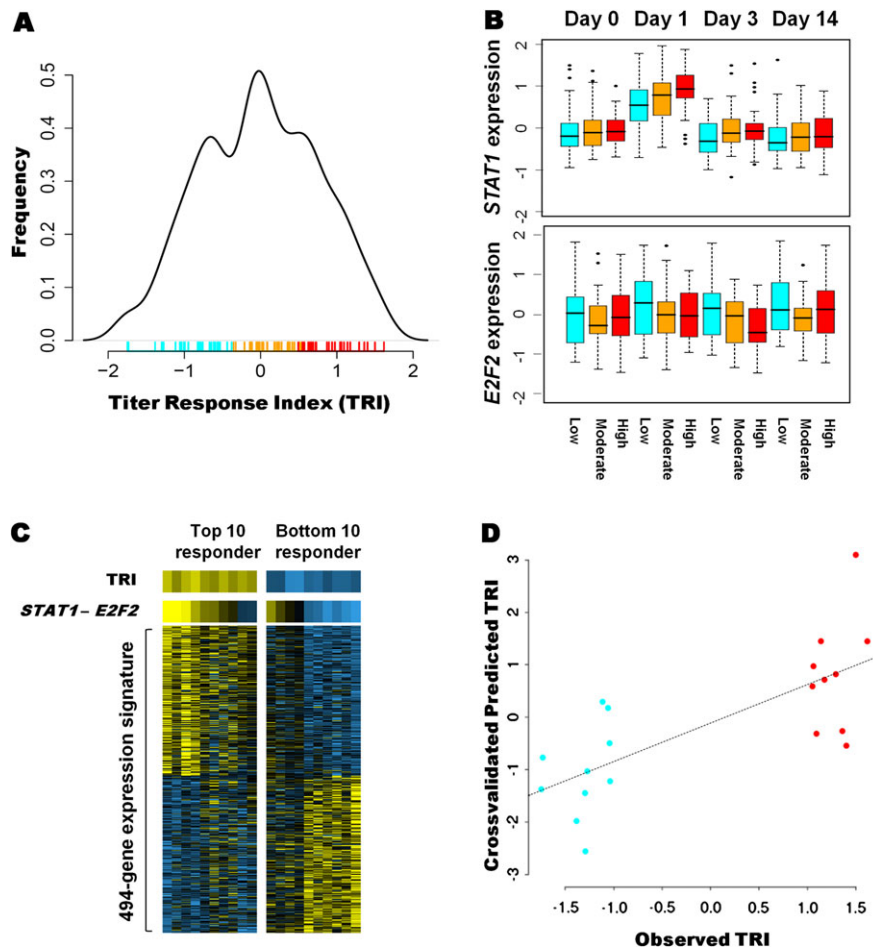 A
Frequency
0.5
0.4
0.3
0.2
0.1
0.0
−2 −1 0 1 2
Titer Response Index (TRI)
B
Day 0 Day 1 Day 3 Day 14
STAT1 expression
2
1
0
-1
-2
E2F2 expression
2
1
0
-1
-2
Low Moderate High Low Moderate High Low Moderate High Low Moderate High
C
Top 10 responder
Bottom 10 responder
TRI
STAT1 – E2F2
494-gene expression signature
D
Crossvalidated Predicted TRI
3
2
1
0
-1
-2
-3
-1.5 -1.0 -0.5 0.0 0.5 1.0 1.5
Observed TRI